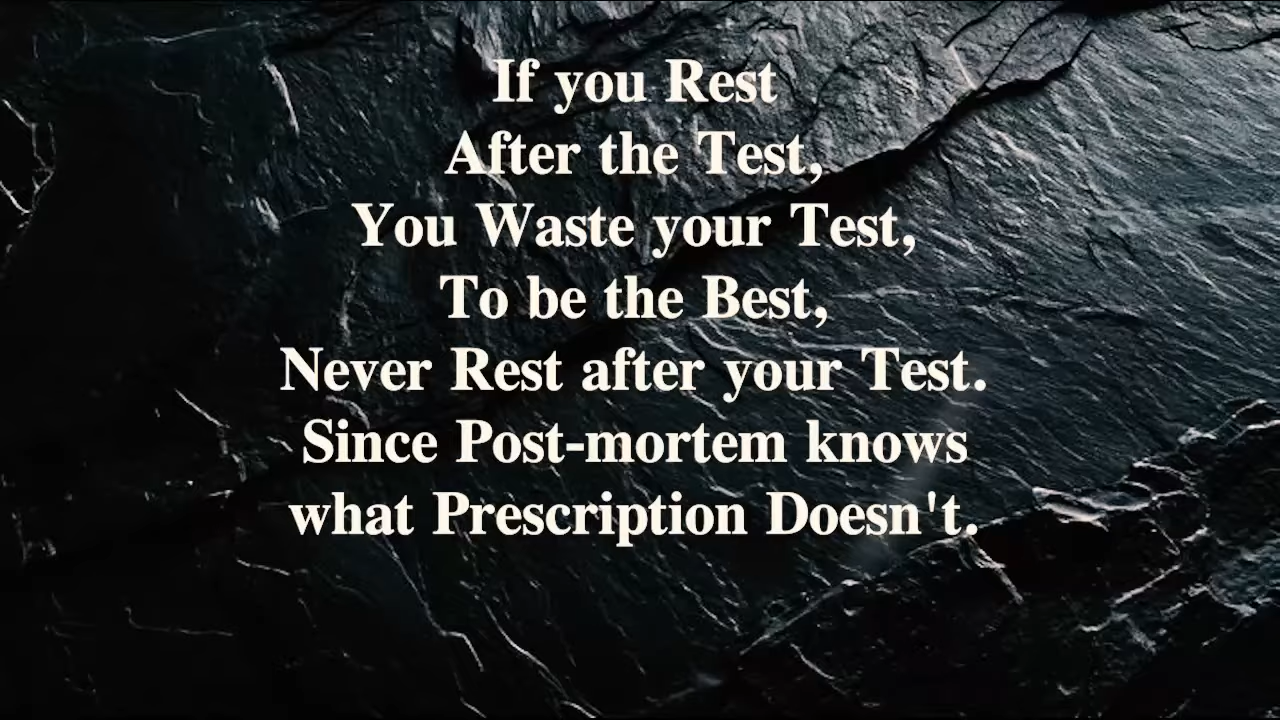 If you Rest
After the Test,
You Waste your Test,
To be the Best,
Never Rest after your Test.
Since Post-mortem knows
what Prescription Doesn't.